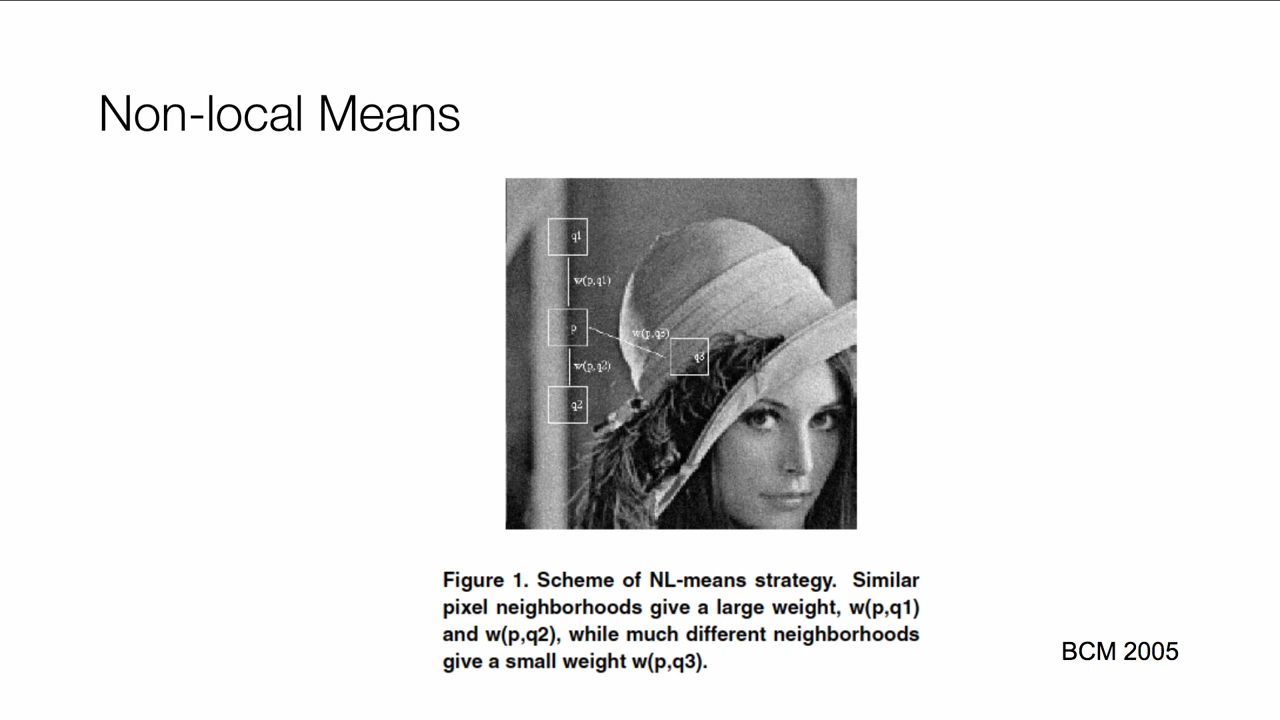 Non-local Means
q1
w(p,q1)
p
w(p,q3)
q3
w(p,q2)
q2
Figure 1. Scheme of NL-means strategy. Similar
pixel neighborhoods give a large weight, w(p,q1)
and w(p,q2), while much different neighborhoods
give a small weight w(p,q3).
BCM 2005